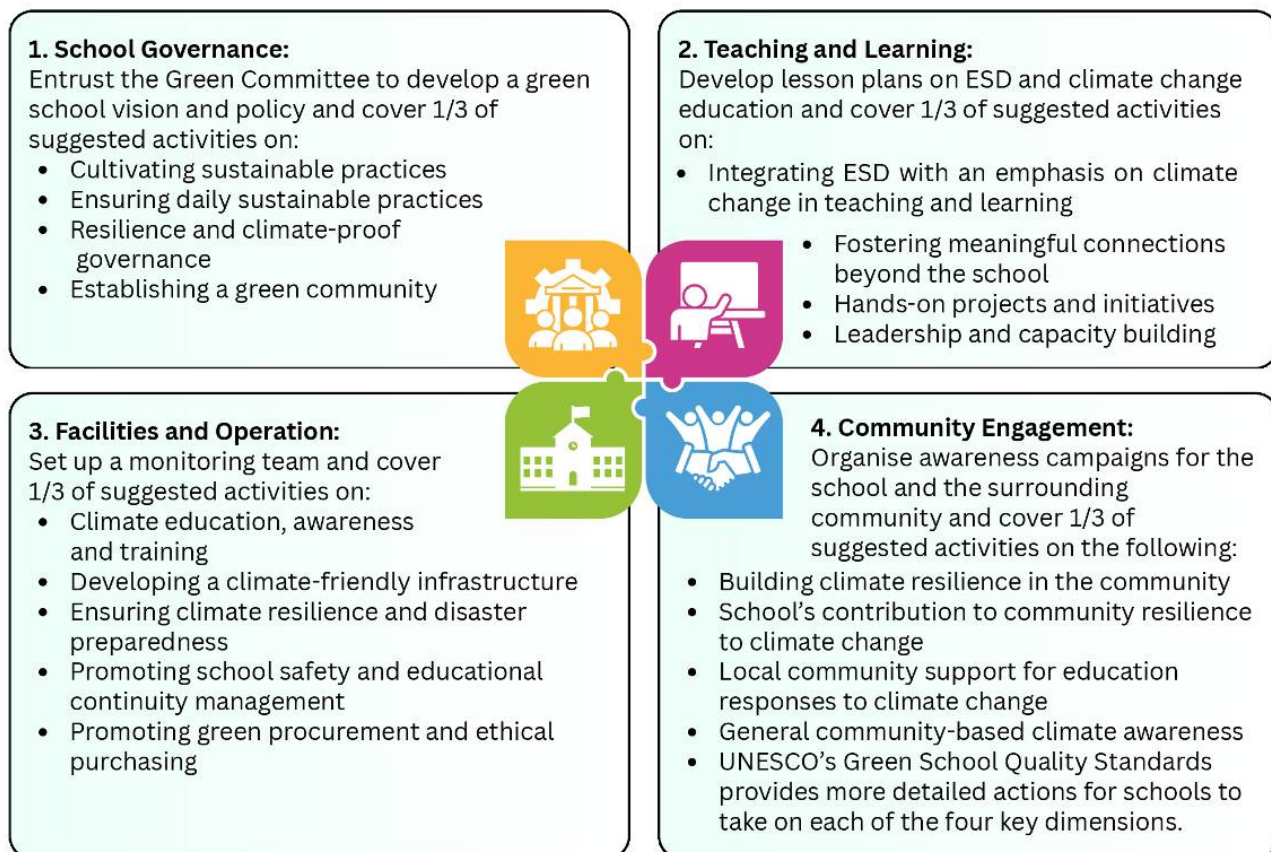 1. School Governance:
Entrust the Green Committee to develop a green
school vision and policy and cover 1/3 of
suggested activities on:
• Cultivating sustainable practices
• Ensuring daily sustainable practices
• Resilience and climate-proof
governance
• Establishing a green community
2. Teaching and Learning:
Develop lesson plans on ESD and climate change
education and cover 1/3 of suggested activities
on:
• Integrating ESD with an emphasis on climate
change in teaching and learning
• Fostering meaningful connections
beyond the school
• Hands-on projects and initiatives
• Leadership and capacity building
3. Facilities and Operation:
Set up a monitoring team and cover
1/3 of suggested activities on:
• Climate education, awareness
and training
• Developing a climate-friendly infrastructure
• Ensuring climate resilience and disaster
preparedness
• Promoting school safety and educational
continuity management
• Promoting green procurement and ethical
purchasing
4. Community Engagement:
Organise awareness campaigns for the
school and the surrounding
community and cover 1/3 of
suggested activities on the following:
• Building climate resilience in the community
• School’s contribution to community resilience
to climate change
• Local community support for education
responses to climate change
• General community-based climate awareness
• UNESCO’s Green School Quality Standards
provides more detailed actions for schools to
take on each of the four key dimensions.